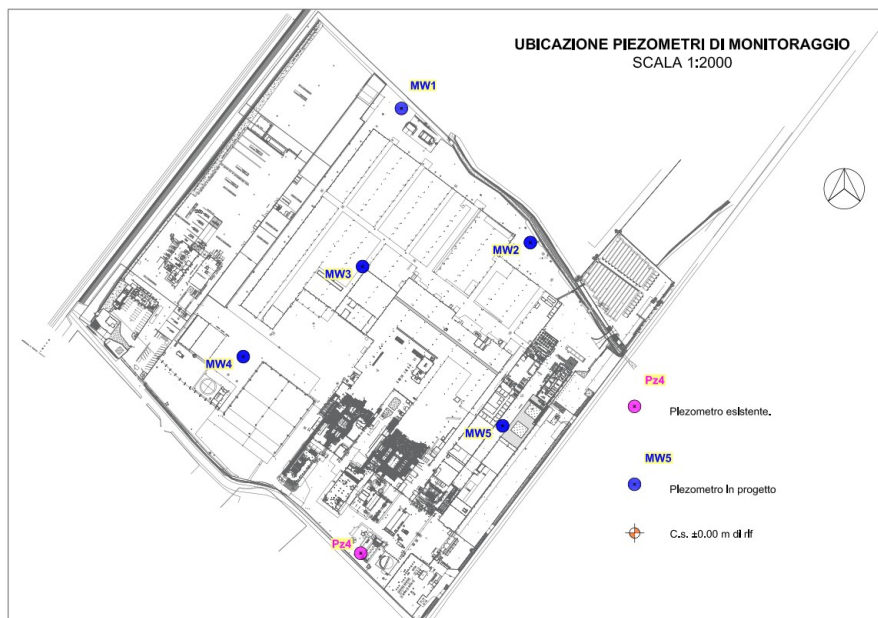 UBICAZIONE PIEZOMETRI DI MONITORAGGIO
SCALA 1:2000
MW1
MW2
MW3
MW4
MW5
Pz4
Pz4
Piezometro esistente.
MW5
Piezometro in progetto
C.s. ±0.00 m di rif